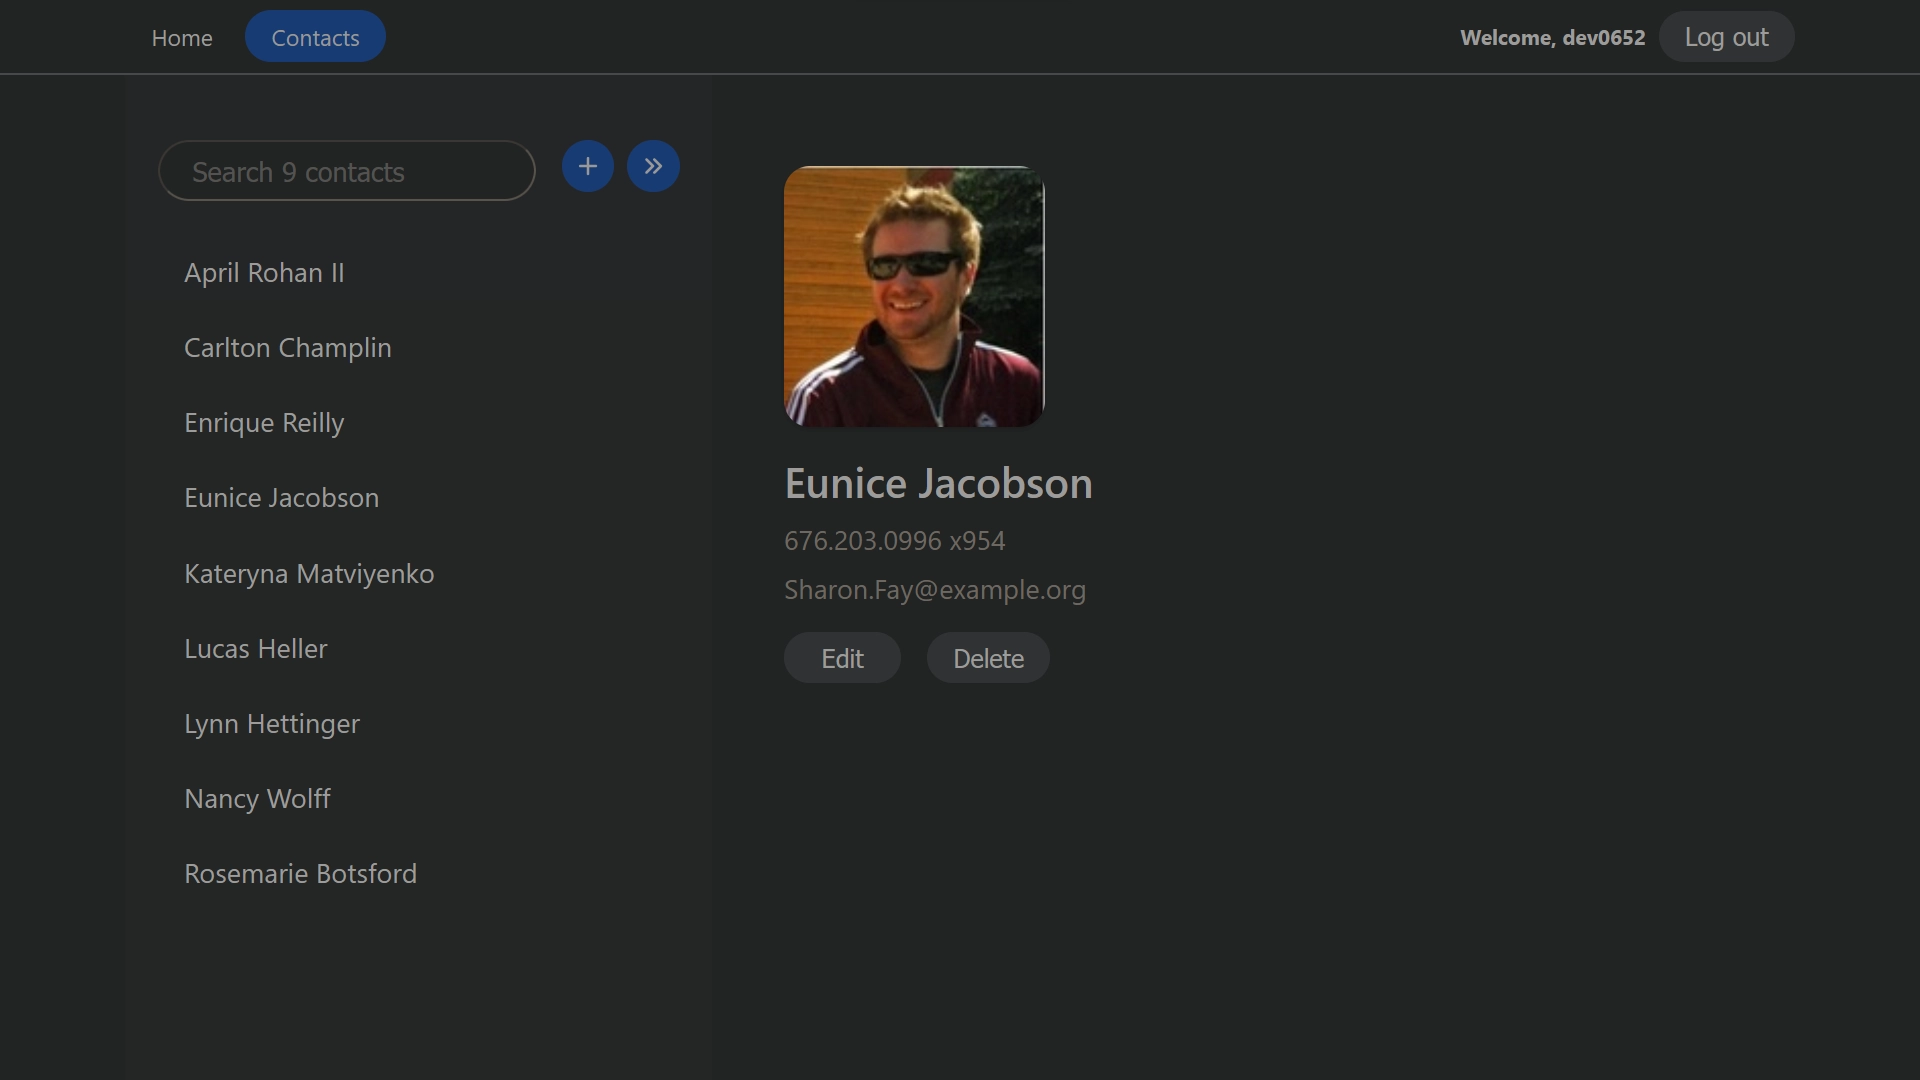 Home
Contacts
Welcome, dev0652
Log out
Search 9 contacts
April Rohan II
Carlton Champlin
Enrique Reilly
Eunice Jacobson
Kateryna Matviyenko
Lucas Heller
Lynn Hettinger
Nancy Wolff
Rosemarie Botsford
Eunice Jacobson
676.203.0996 x954
Sharon.Fay@example.org
Edit
Delete